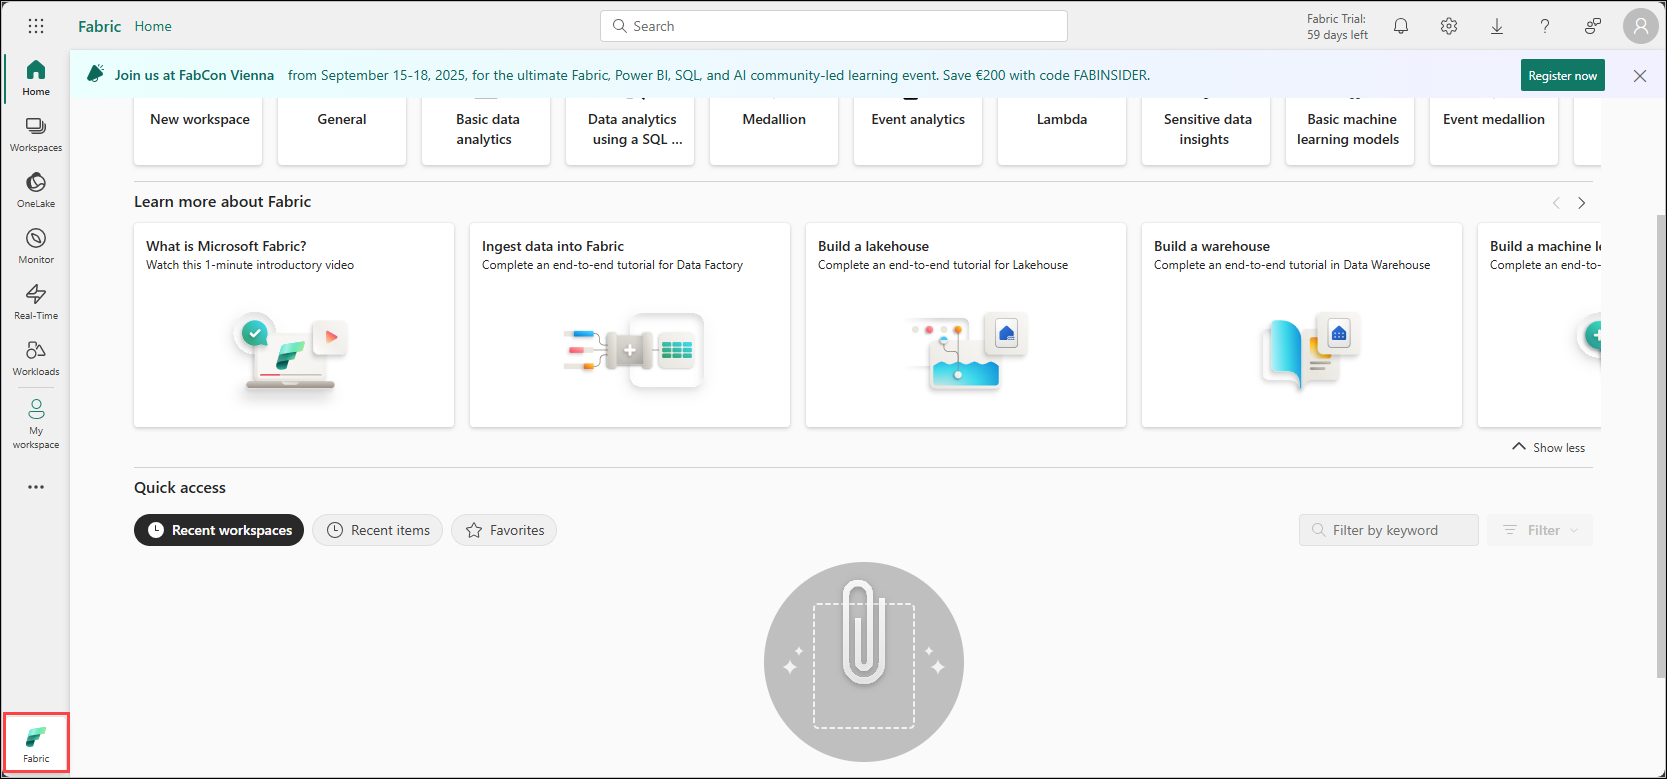 Fabric Home
Search
Fabric Trial:
59 days left
Join us at FabCon Vienna from September 15-18, 2025, for the ultimate Fabric, Power BI, SQL, and AI community-led learning event. Save €200 with code FABINSIDER.
Register now
Home
Workspaces
OneLake
Monitor
Real-Time
Workloads
My
workspace
Fabric
New workspace
General
Basic data
analytics
Data analytics
using a SQL ...
Medallion
Event analytics
Lambda
Sensitive data
insights
Basic machine
learning models
Event medallion
Learn more about Fabric
What is Microsoft Fabric?
Watch this 1-minute introductory video
Ingest data into Fabric
Complete an end-to-end tutorial for Data Factory
Build a lakehouse
Complete an end-to-end tutorial for Lakehouse
Build a warehouse
Complete an end-to-end tutorial in Data Warehouse
Build a machine
Complete an end-to-
Show less
Quick access
Recent workspaces
Recent items
Favorites
Filter by keyword
Filter